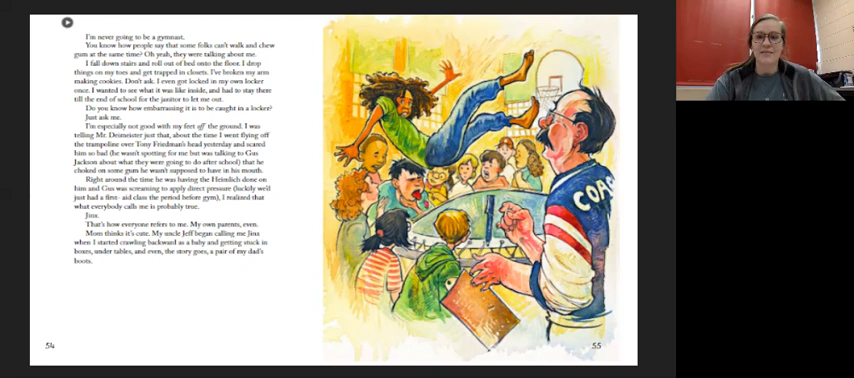 I'm never going to be a gymnast.
You know how people say that some folks can't walk and chew
gum at the same time? Oh yeah, they were talking about me.
I fall down stairs and roll out of bed onto the floor. I drop
things on my toes and get trapped in closets. I've broken my arm
making cookies. Don't ask. I even got locked in my own locker
once. I wanted to see what it was like inside, and had to stay there
till the end of school for the janitor to let me out.
Do you know how embarrassing it is to be caught in a locker?
Just ask me.
I'm especially not good with my feet off the ground. I was
telling Mr. Deimeister just that, about the time I went flying off
the trampoline over Tony Friedman's head yesterday and scared
him so bad (he wasn't spotting for me but was talking to Gus
Jackson about what they were going to do after school) that he
choked on some gum he wasn't supposed to have in his mouth.
Right around the time he was having the Heimlich done on
him and Gus was screaming to apply direct pressure (luckily we'd
just had a first- aid class the period before gym), I realized that
what everybody calls me is probably true.
Jinx.
That's how everyone refers to me. My own parents, even.
Mom thinks it's cute. My uncle Jeff began calling me Jinx
when I started crawling backward as a baby and getting stuck in
boxes, under tables, and even, the story goes, a pair of my dad's
boots.
54
COACH
55